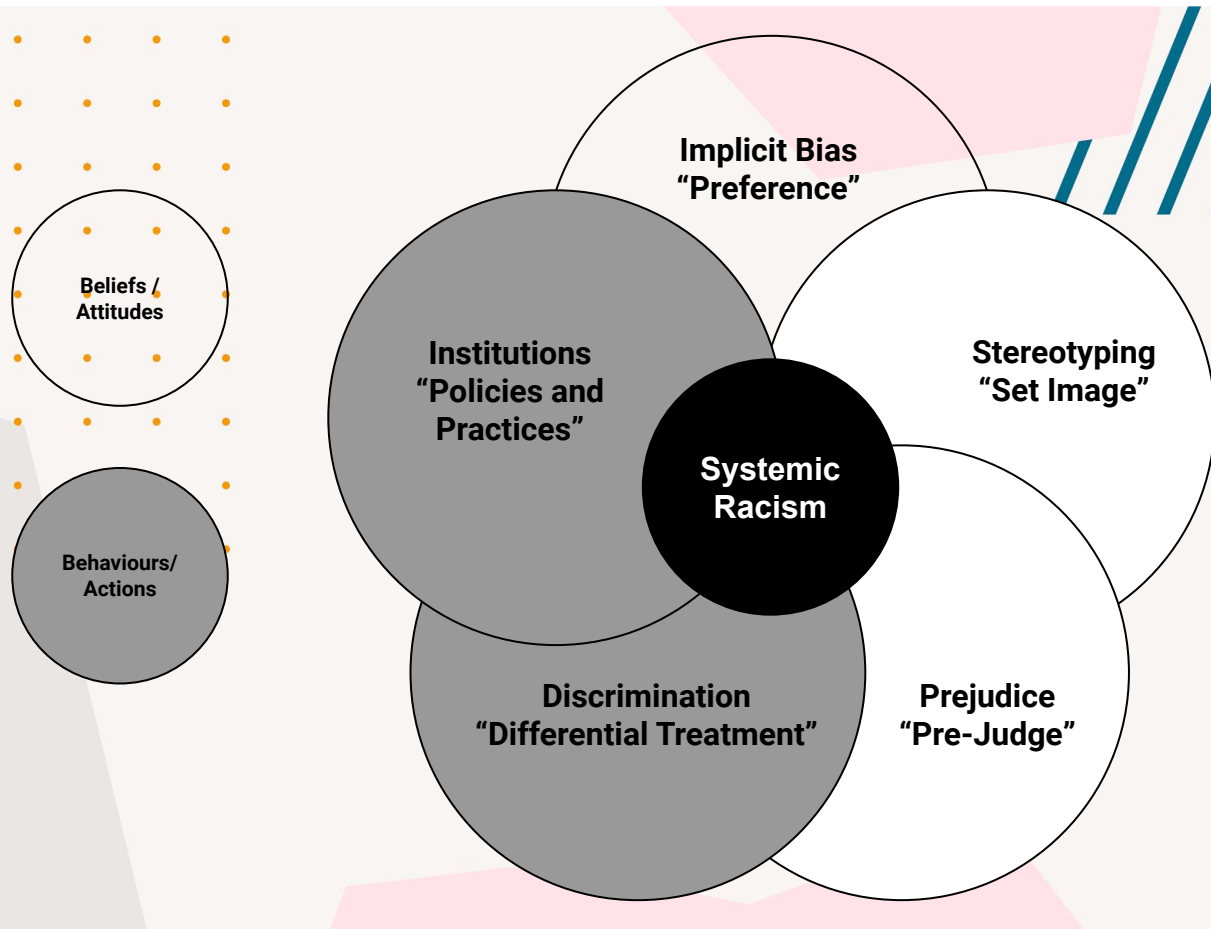 Implicit Bias
“Preference”
Beliefs /
Attitudes
Institutions
“Policies and
Practices”
Stereotyping
“Set Image”
Systemic
Racism
Behaviours/
Actions
Discrimination
“Differential Treatment”
Prejudice
“Pre-Judge”